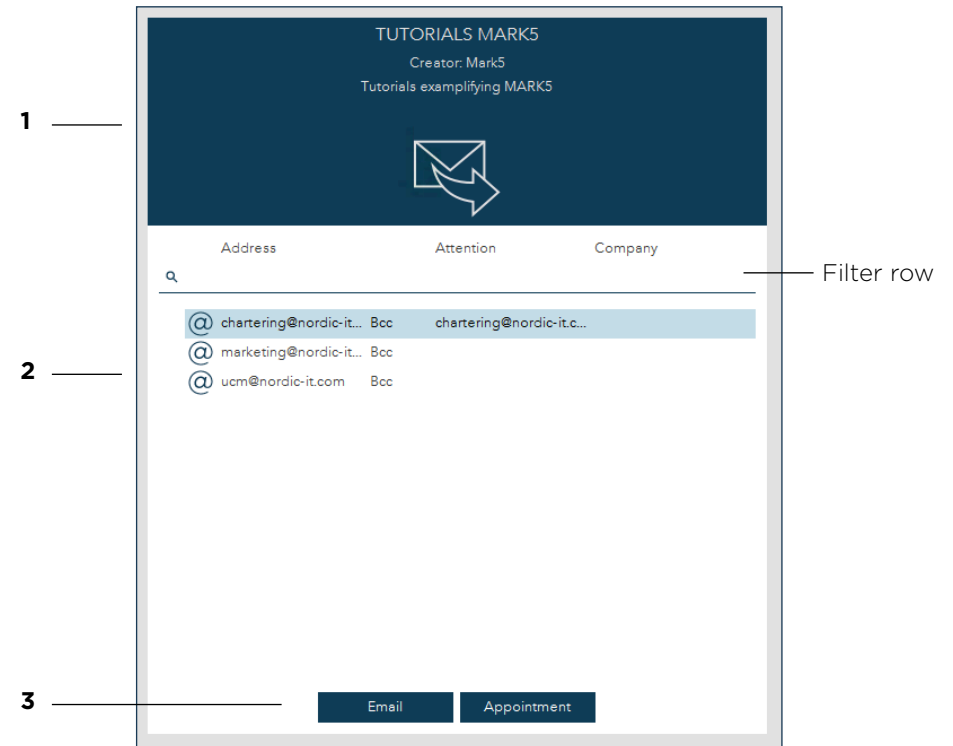 TUTORIALS MARK5
Creator: Mark5
Tutorials examplifying MARK5
1
Address Attention Company
Filter row
@ chartering@nordic-it... Bcc chartering@nordic-it.c...
@ marketing@nordic-it... Bcc
2
@ ucm@nordic-it.com Bcc
3 Email Appointment